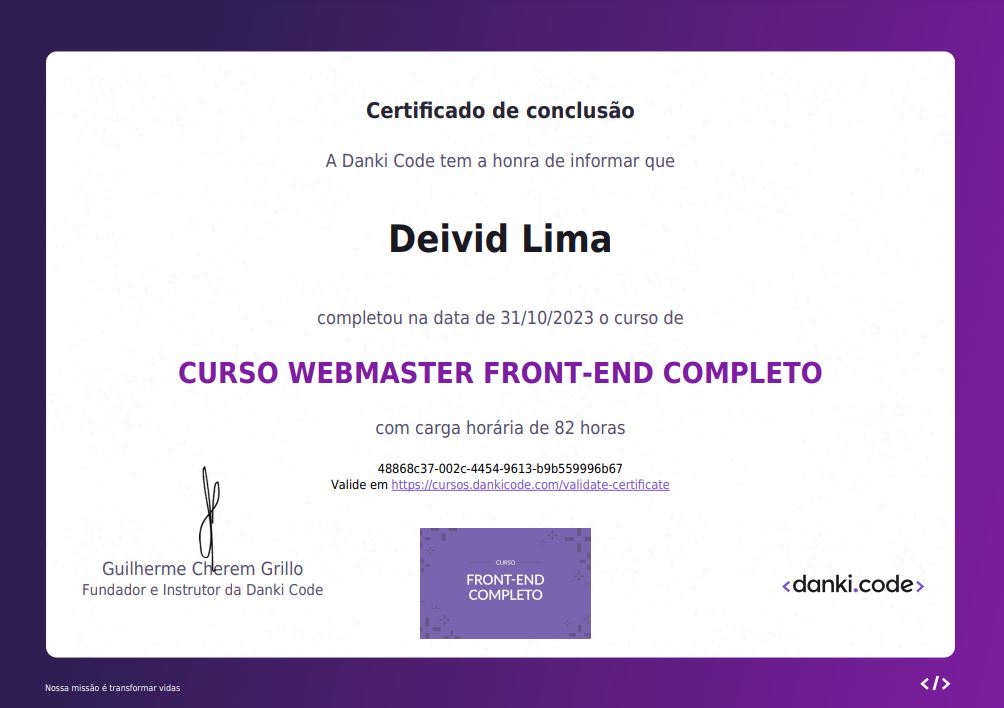 Certificado de conclusão
A Danki Code tem a honra de informar que
Deivid Lima
completou na data de 31/10/2023 o curso de
CURSO WEBMASTER FRONT-END COMPLETO
com carga horária de 82 horas
48868c37-002c-4454-9613-b9b559996b67
Valide em https://cursos.dankicode.com/validate-certificate
Guilherme Cherem Grillo
Fundador e Instrutor da Danki Code
CURSO
FRONT-END
COMPLETO
<danki.code>
Nossa missão é transformar vidas
</>